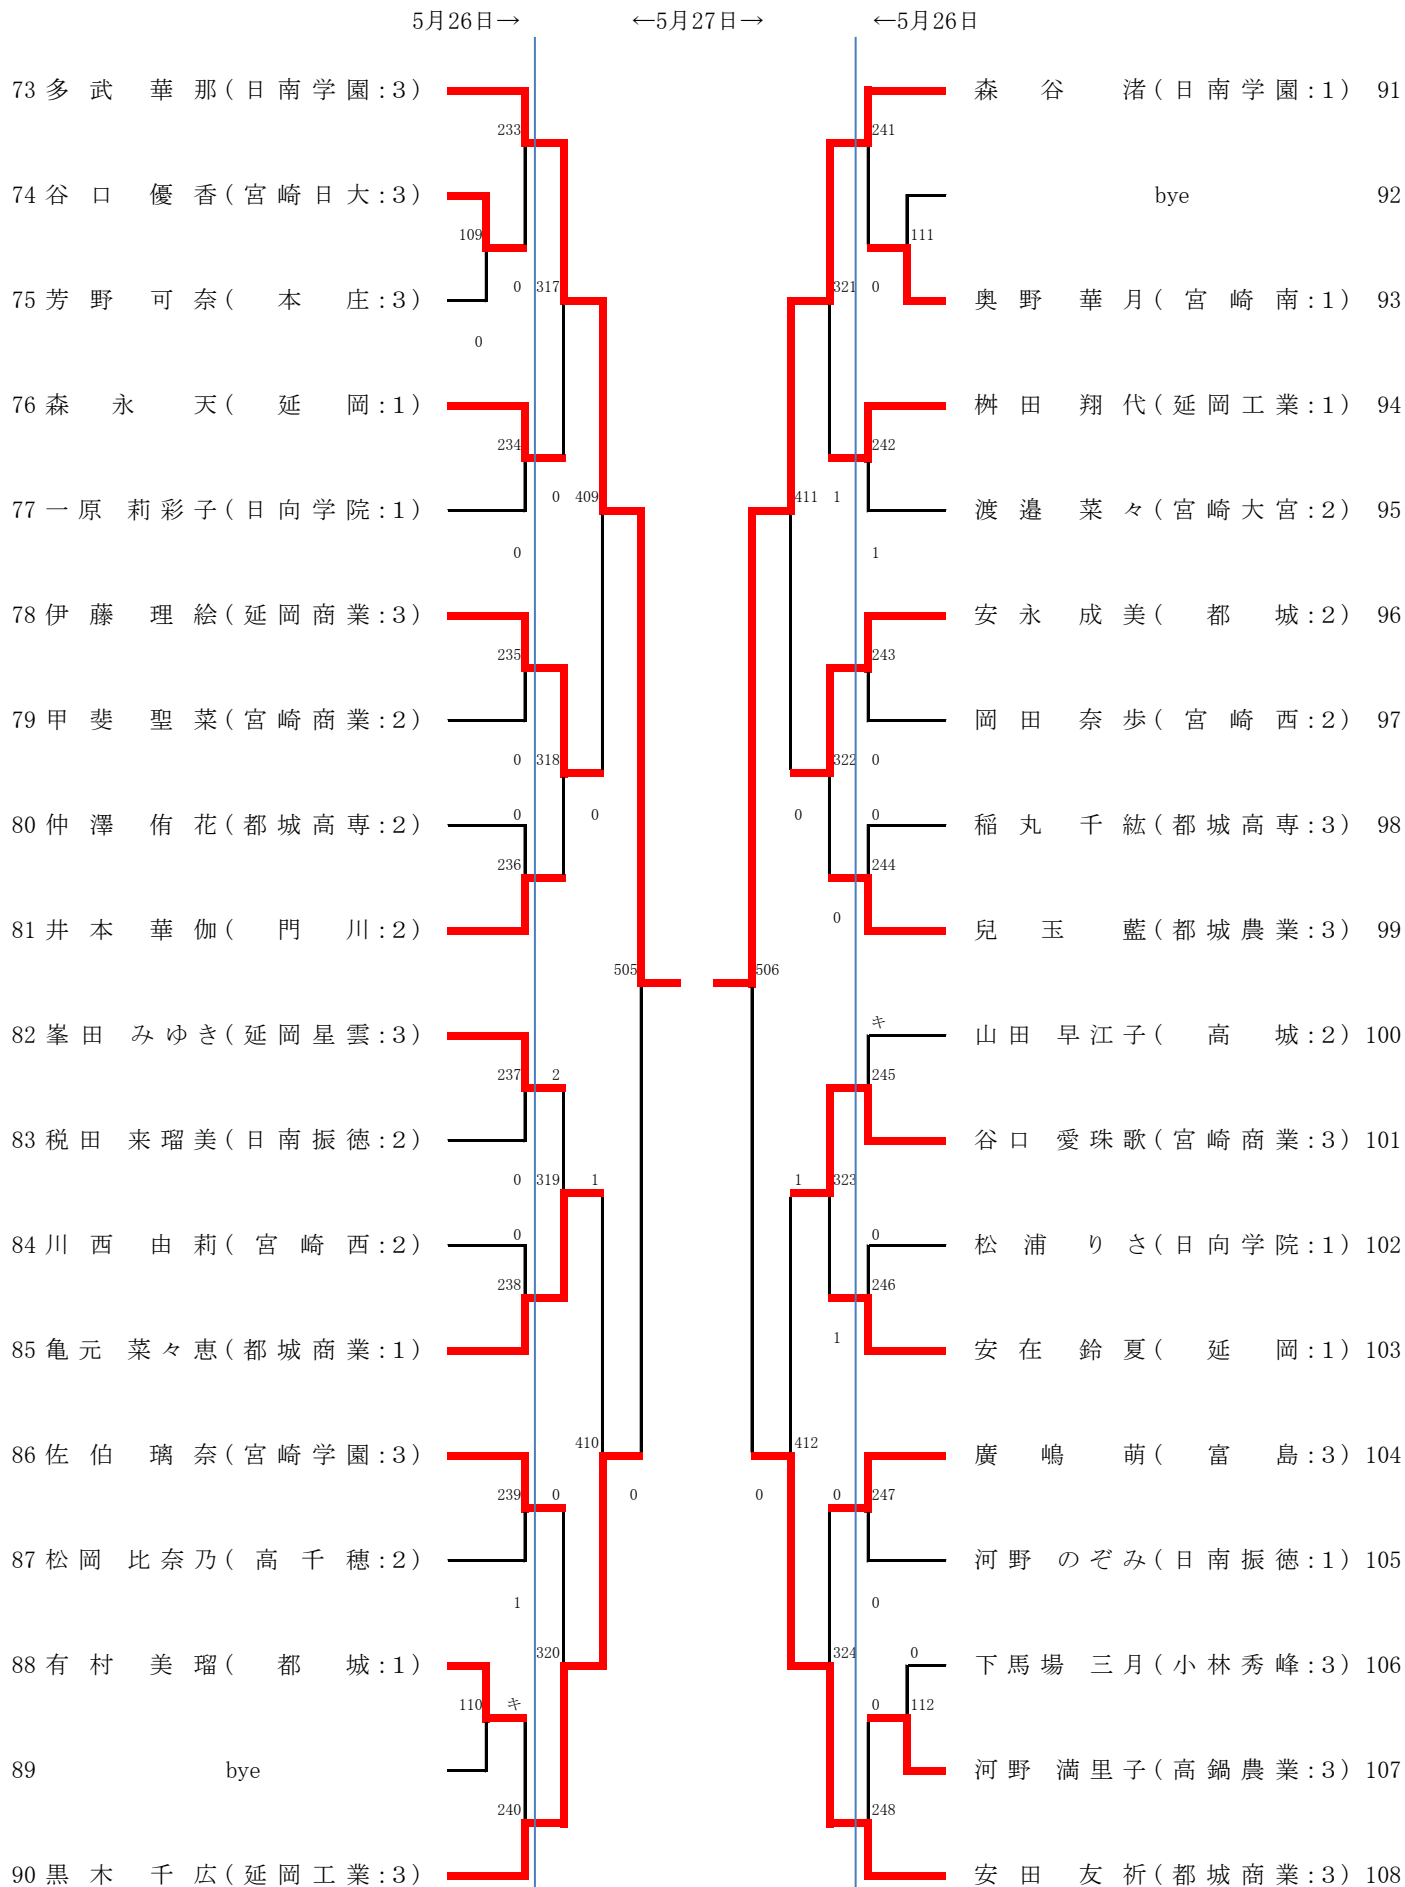 5月26日→ ←5月27日→ ←5月26日
73 多武 華那(日南学園:3) 森谷 渚(日南学園:1) 91
233 241
74 谷口 優香(宮崎日大:3) bye 92
109 111
0 317 321 0
75 芳野 可奈(本庄:3) 奥野 華月(宮崎南:1) 93
0
76 森永 天(延岡:1) 桝田 翔代(延岡工業:1) 94
234 242
0 409 411 1
77 一原 莉彩子(日向学院:1) 渡邉 菜々(宮崎大宮:2) 95
0 1
78 伊藤 理絵(延岡商業:3) 安永 成美(都城:2) 96
235 243
79 甲斐 聖菜(宮崎商業:2) 岡田 奈歩(宮崎西:2) 97
0 318 322 0
0 0 0 0
80 仲澤 侑花(都城高専:2) 稲丸 千紘(都城高専:3) 98
236 244
0
81 井本 華伽(門川:2) 兒玉 藍(都城農業:3) 99
505 506
キ
82 峯田 みゆき(延岡星雲:3) 山田 早江子(高城:2) 100
237 2 245
83 税田 来瑠美(日南振徳:2) 谷口 愛珠歌(宮崎商業:3) 101
0 319 1 1 323
0 0
84 川西 由莉(宮崎西:2) 松浦 りさ(日向学院:1) 102
238 246
1
85 亀元 菜々恵(都城商業:1) 安在 鈴夏(延岡:1) 103
410 412
86 佐伯 璃奈(宮崎学園:3) 廣嶋 萌(富島:3) 104
239 0 0 0 0 247
87 松岡 比奈乃(高千穂:2) 河野 のぞみ(日南振徳:1) 105
1 0
320 324 0
88 有村 美瑠(都城:1) 下馬場 三月(小林秀峰:3) 106
110 キ 0 112
89 bye 河野 満里子(高鍋農業:3) 107
240 248
90 黒木 千広(延岡工業:3) 安田 友祈(都城商業:3) 108